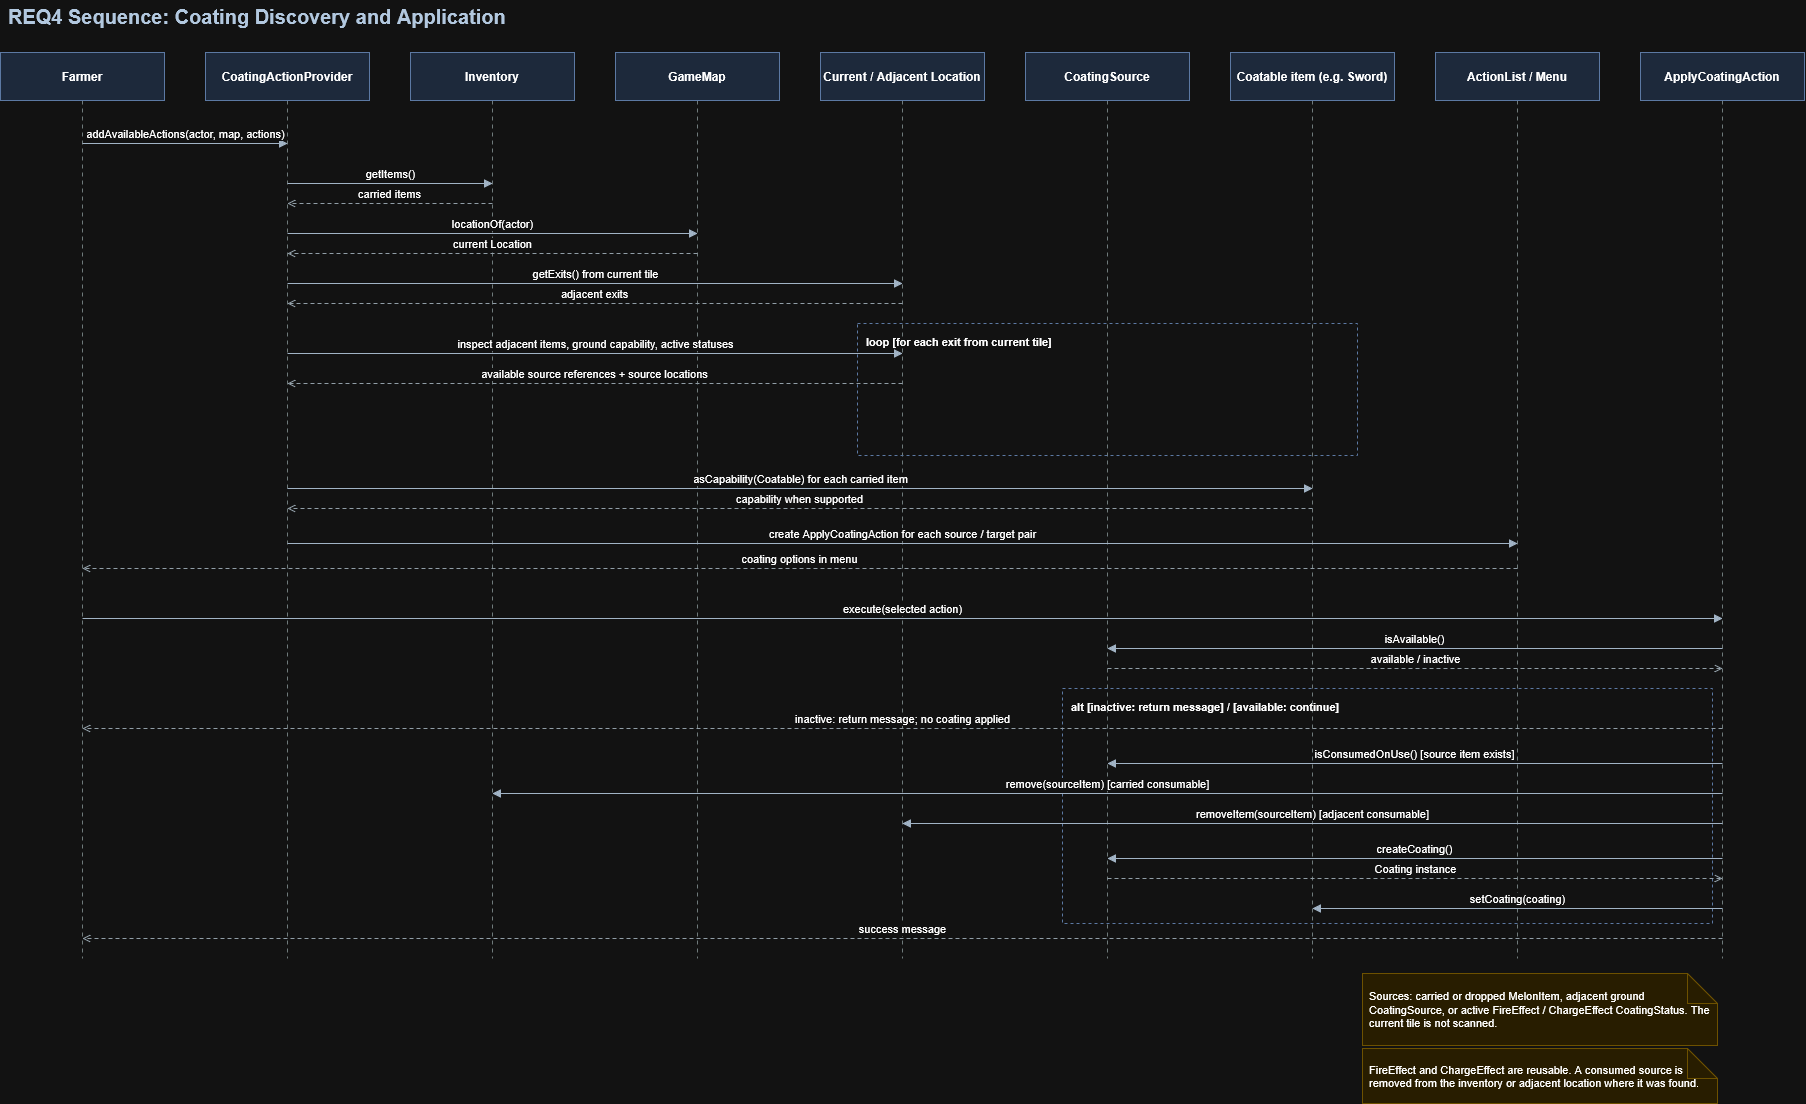 REQ4 Sequence: Coating Discovery and Application
Farmer
CoatingActionProvider
Inventory
GameMap
Current / Adjacent Location
CoatingSource
Coatable item (e.g. Sword)
ActionList / Menu
ApplyCoatingAction
addAvailableActions(actor, map, actions)
getItems()
carried items
locationOf(actor)
current Location
getExits() from current tile
adjacent exits
loop [for each exit from current tile]
inspect adjacent items, ground capability, active statuses
available source references + source locations
asCapability(Coatable) for each carried item
capability when supported
create ApplyCoatingAction for each source / target pair
coating options in menu
execute(selected action)
isAvailable()
available / inactive
alt [inactive: return message] / [available: continue]
inactive: return message; no coating applied
isConsumedOnUse() [source item exists]
remove(sourceItem) [carried consumable]
removeItem(sourceItem) [adjacent consumable]
createCoating()
Coating instance
setCoating(coating)
success message
Sources: carried or dropped MelonItem, adjacent ground
CoatingSource, or active FireEffect / ChargeEffect CoatingStatus. The
current tile is not scanned.
FireEffect and ChargeEffect are reusable. A consumed source is
removed from the inventory or adjacent location where it was found.